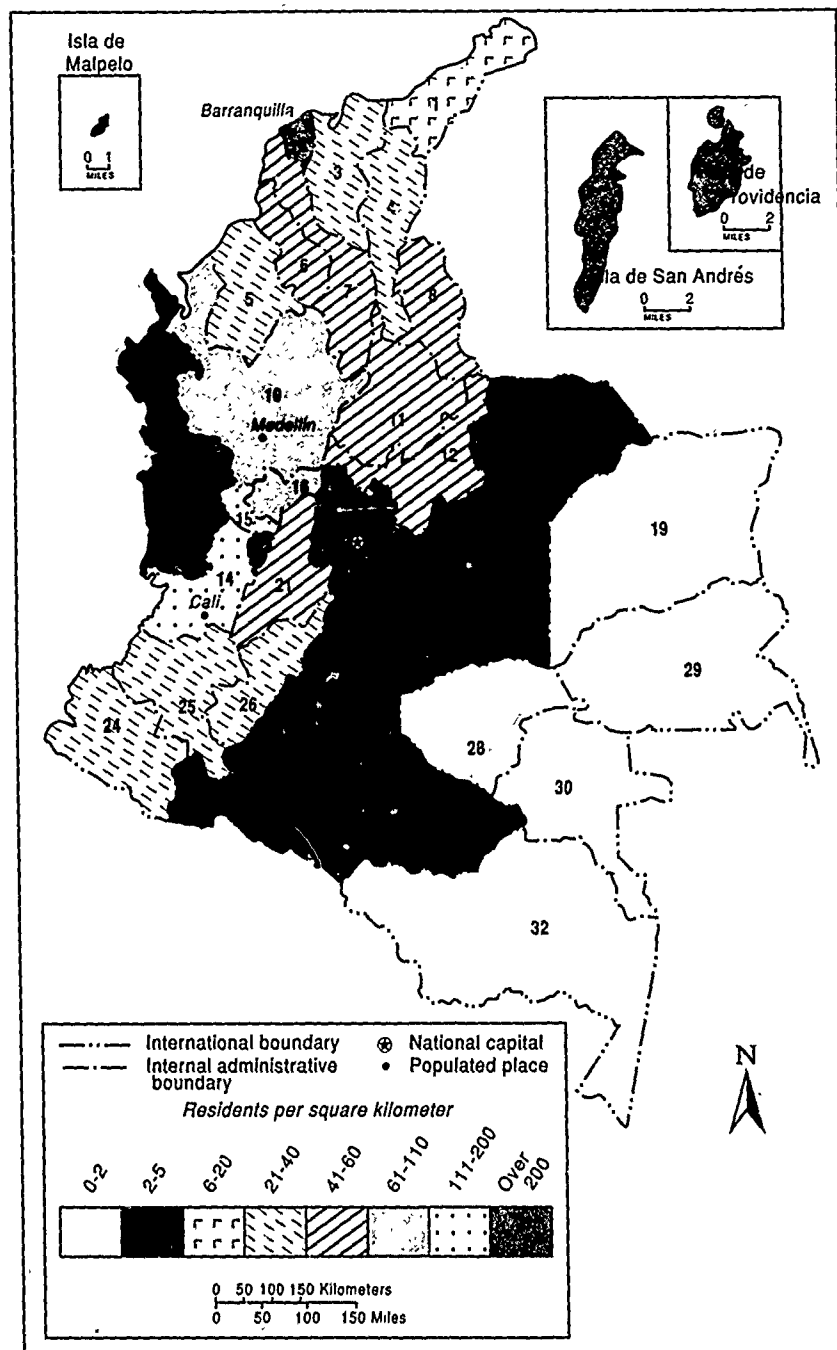 Isla de
Malpelo
0 1
MILES
Barranquilla
de
rovidencia
0 2
MILES
la de San Andrés
0 2
MILES
1
3
5
6
7
8
10
Medellín
11
12
16
15
14
Cali
21
19
29
24
25
26
28
30
32
International boundary
Internal administrative
boundary
National capital
Populated place
Residents per square kilometer
0-2
2-5
6-20
21-40
41-60
61-110
111-200
Over
200
0 50 100 150 Kilometers
0 50 100 150 Miles
N